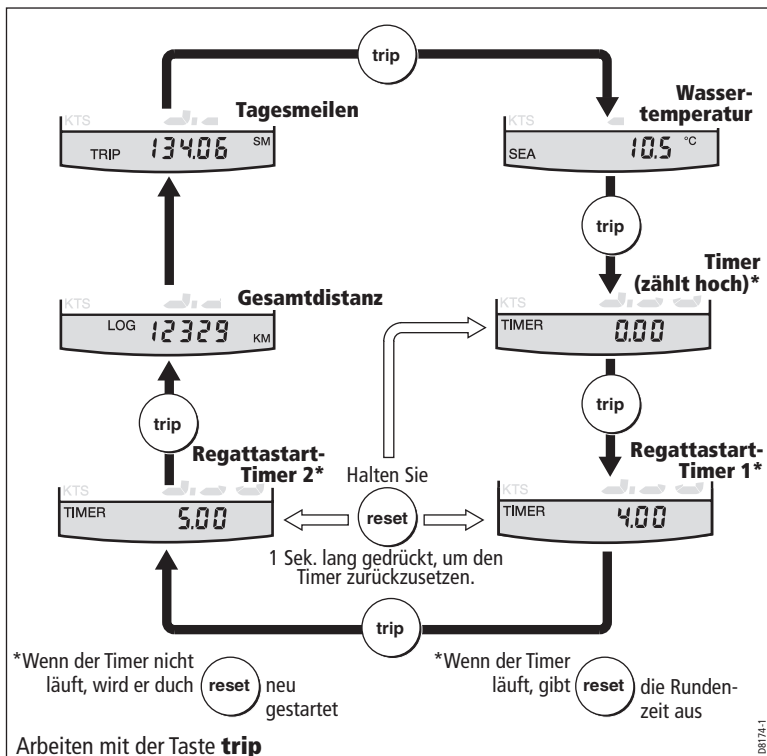 trip
Tagesmeilen
KTS
TRIP 134.06 SM
Wasser-
temperatur
KTS
SEA 10.5 °C
trip
Timer
(zählt hoch)*
KTS
TIMER 0.00
Gesamtdistanz
KTS
LOG 12329 KM
trip
trip
Regattastart-
Timer 2*
KTS
TIMER 5.00
Regattastart-
Timer 1*
KTS
TIMER 4.00
Halten Sie
reset
1 Sek. lang gedrückt, um den
Timer zurückzusetzen.
trip
*Wenn der Timer nicht
läuft, wird er duch reset neu
gestartet
*Wenn der Timer
läuft, gibt reset die Runden-
zeit aus
Arbeiten mit der Taste trip
D8174-1